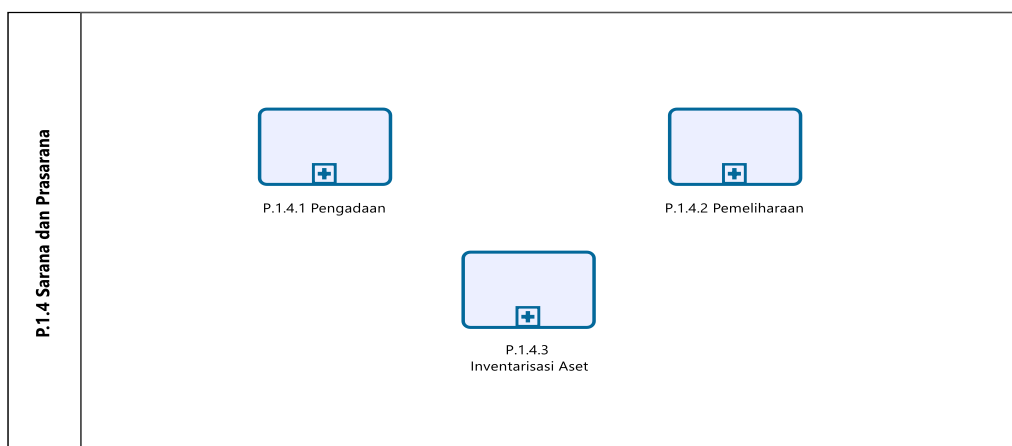 P.1.4 Sarana dan Prasarana
P.1.4.1 Pengadaan
P.1.4.2 Pemeliharaan
P.1.4.3
Inventarisasi Aset